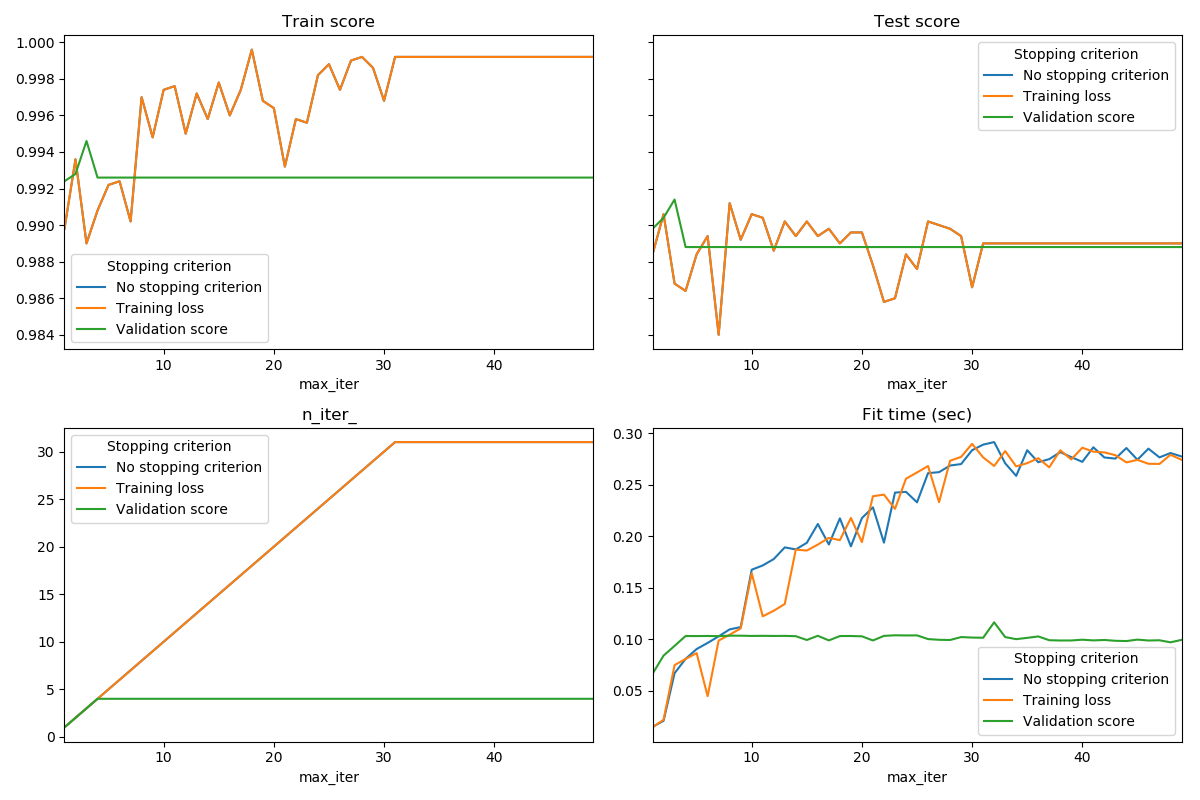 Train score
1.000
0.998
0.996
0.994
0.992
0.990
0.988
0.986
0.984
Stopping criterion
No stopping criterion
Training loss
Validation score
10
20
30
40
max_iter
Test score
Stopping criterion
No stopping criterion
Training loss
Validation score
10
20
30
40
max_iter
n_iter_
30
25
20
15
10
5
0
Stopping criterion
No stopping criterion
Training loss
Validation score
10
20
30
40
max_iter
Fit time (sec)
0.30
0.25
0.20
0.15
0.10
0.05
Stopping criterion
No stopping criterion
Training loss
Validation score
10
20
30
40
max_iter